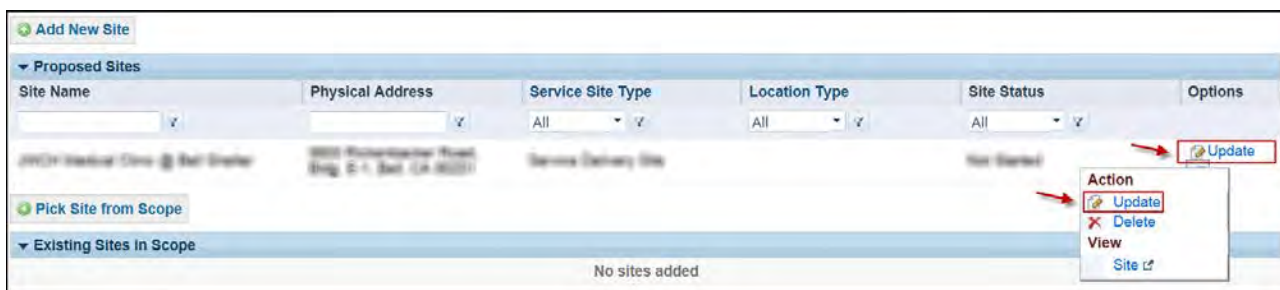 Add New Site
Proposed Sites
Site Name Physical Address Service Site Type Location Type Site Status Options
All All All
Update
Action
Update
Delete
View
Site
Pick Site from Scope
Existing Sites in Scope
No sites added